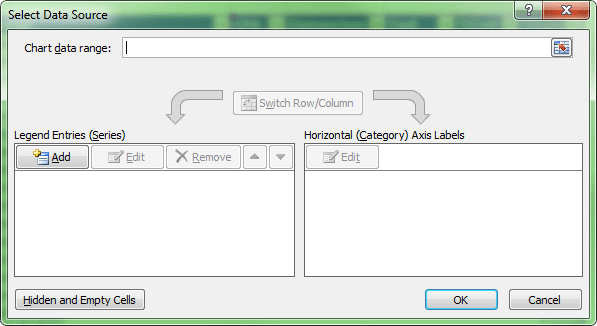 Select Data Source
Chart data range:
Switch Row/Column
Legend Entries (Series)
Horizontal (Category) Axis Labels
Add Edit Remove
Edit
Hidden and Empty Cells
OK Cancel